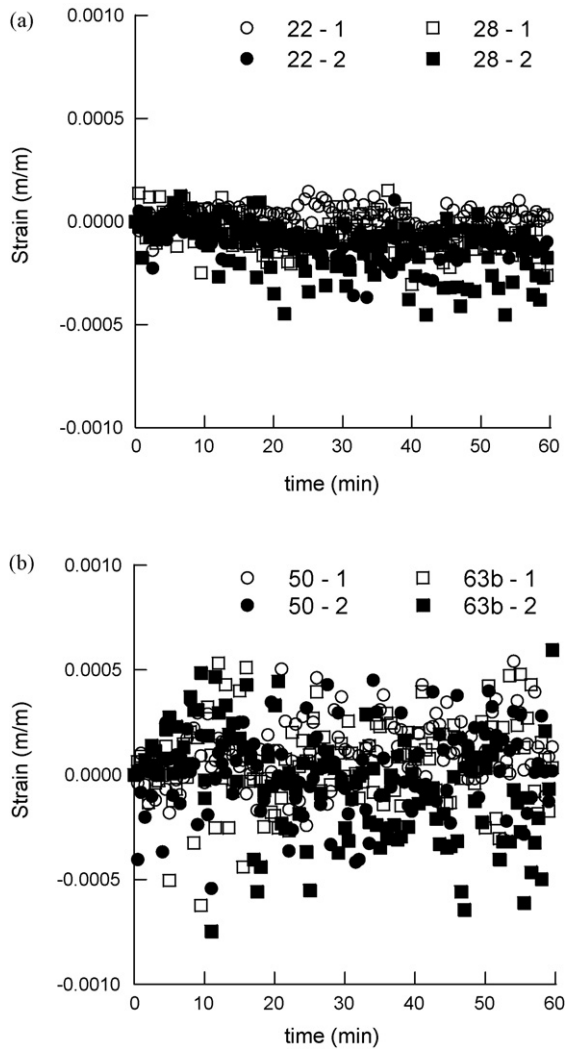 (a)
0.0010
22 - 1
28 - 1
22 - 2
28 - 2
0.0005
0.0000
-0.0005
-0.0010
Strain (m/m)
0 10 20 30 40 50 60
time (min)
(b)
0.0010
50 - 1
63b - 1
50 - 2
63b - 2
0.0005
0.0000
-0.0005
-0.0010
Strain (m/m)
0 10 20 30 40 50 60
time (min)